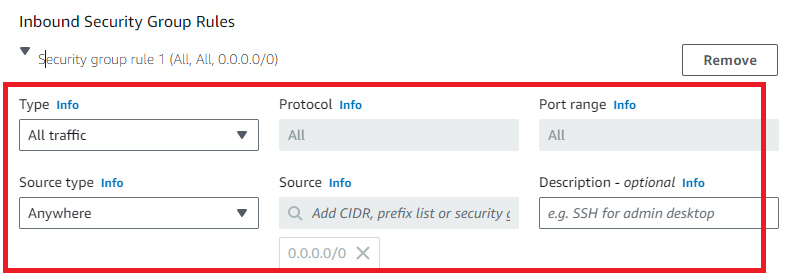 Inbound Security Group Rules
Security group rule 1 (All, All, 0.0.0.0/0)
Remove
Type Info
Protocol Info
Port range Info
All traffic
All
All
Source type Info
Source Info
Description - optional Info
Anywhere
Add CIDR, prefix list or security g
e.g. SSH for admin desktop
0.0.0.0/0